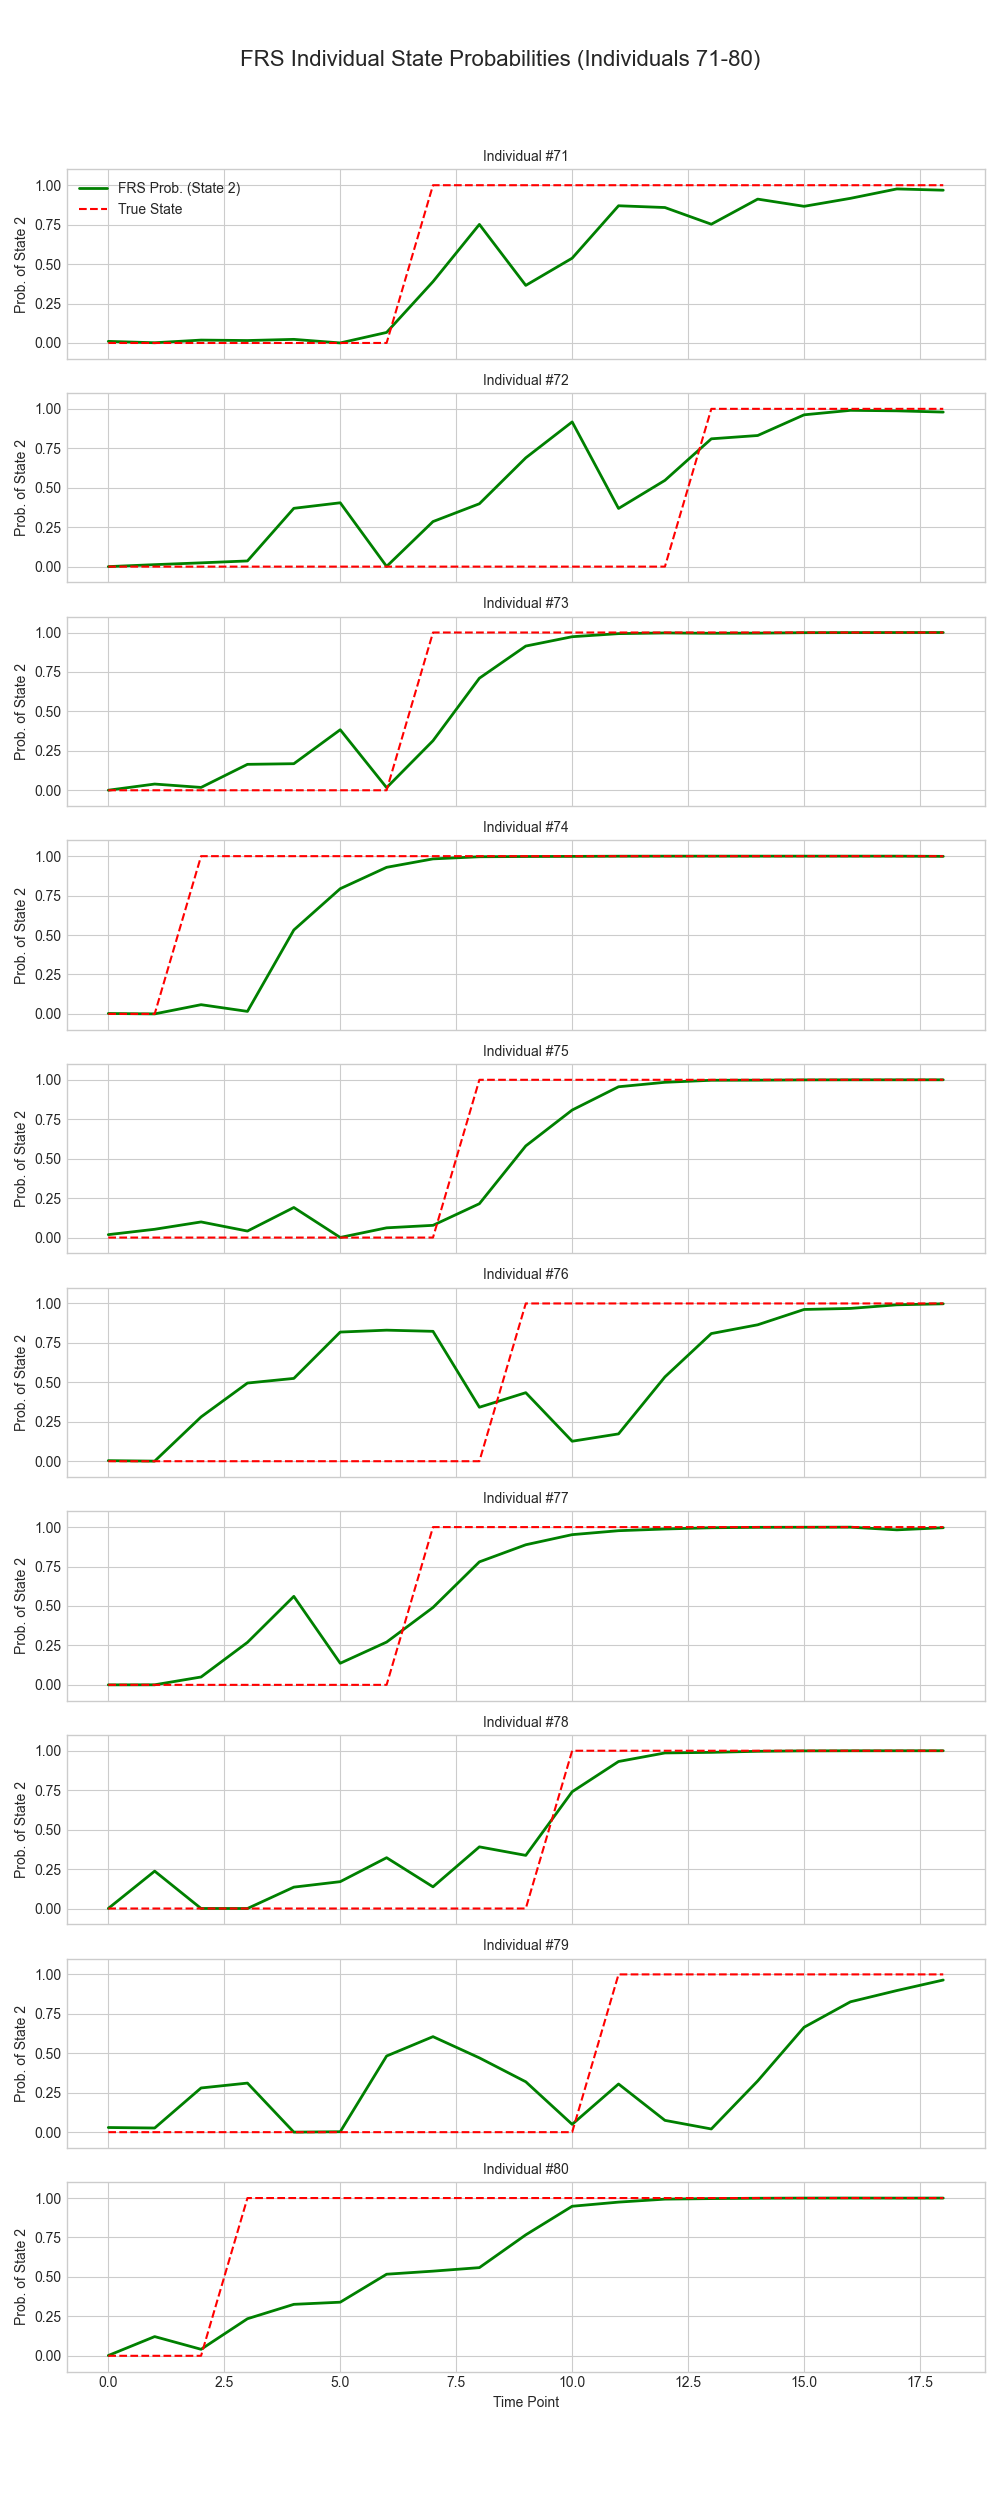 FRS Individual State Probabilities (Individuals 71-80)
Individual #71
FRS Prob. (State 2)
True State
Prob. of State 2
1.00
0.75
0.50
0.25
0.00
Individual #72
Prob. of State 2
1.00
0.75
0.50
0.25
0.00
Individual #73
Prob. of State 2
1.00
0.75
0.50
0.25
0.00
Individual #74
Prob. of State 2
1.00
0.75
0.50
0.25
0.00
Individual #75
Prob. of State 2
1.00
0.75
0.50
0.25
0.00
Individual #76
Prob. of State 2
1.00
0.75
0.50
0.25
0.00
Individual #77
Prob. of State 2
1.00
0.75
0.50
0.25
0.00
Individual #78
Prob. of State 2
1.00
0.75
0.50
0.25
0.00
Individual #79
Prob. of State 2
1.00
0.75
0.50
0.25
0.00
Individual #80
Prob. of State 2
1.00
0.75
0.50
0.25
0.00
0.0 2.5 5.0 7.5 10.0 12.5 15.0 17.5
Time Point